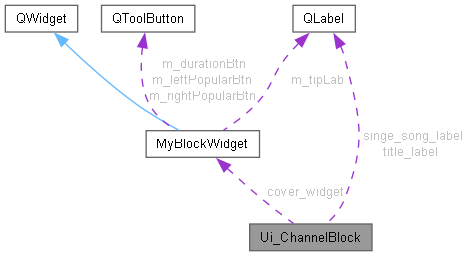 QWidget
QToolButton
QLabel
m_durationBtn
m_leftPopularBtn
m_rightPopularBtn
m_tipLab
singe_song_label
title_label
MyBlockWidget
cover_widget
Ui_ChannelBlock